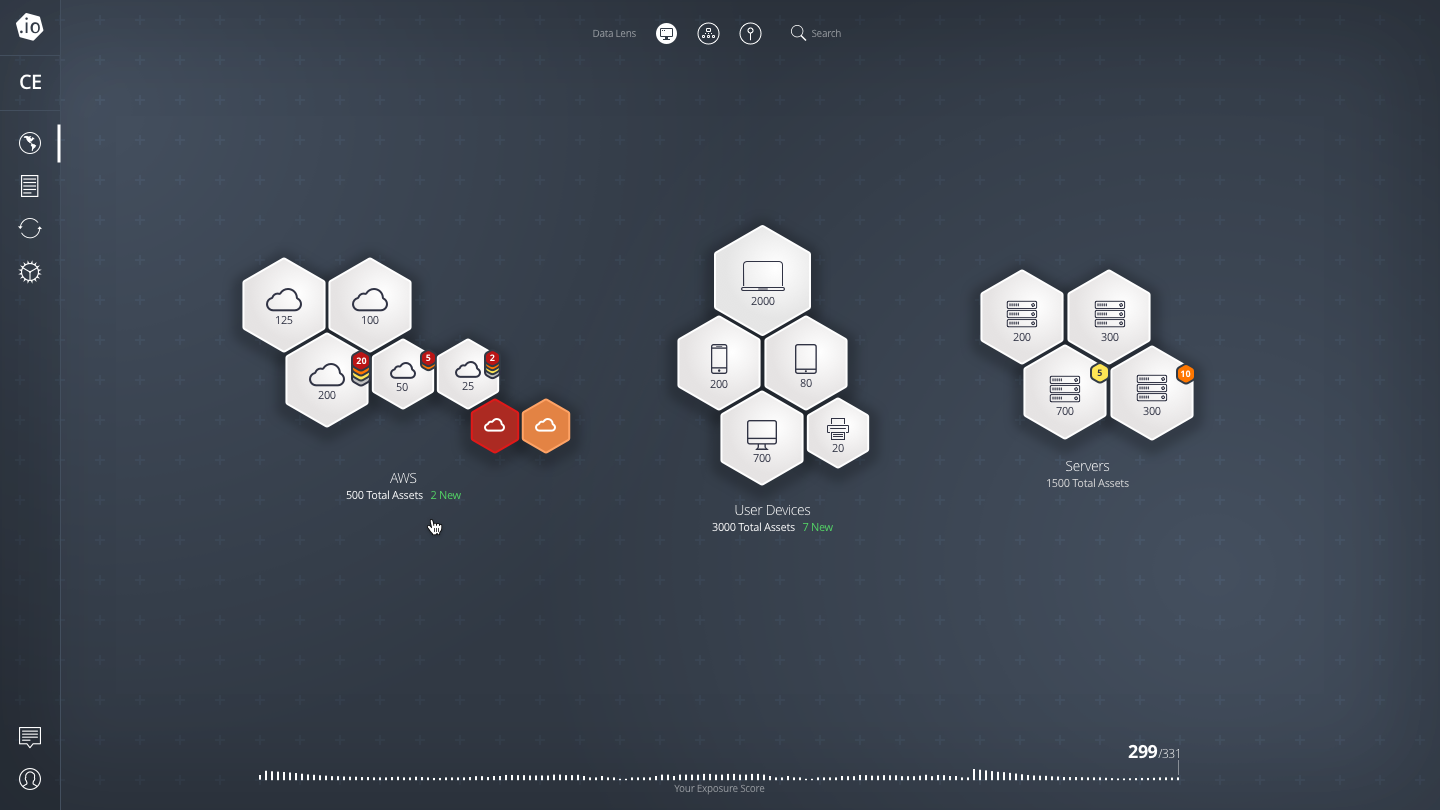 .io
Data Lens
Search
CE
125
100
200
20
50
5
25
2
AWS
500 Total Assets 2 New
2000
200
80
700
20
User Devices
3000 Total Assets 7 New
200
300
700
5
300
10
Servers
1500 Total Assets
299/331
Your Exposure Score